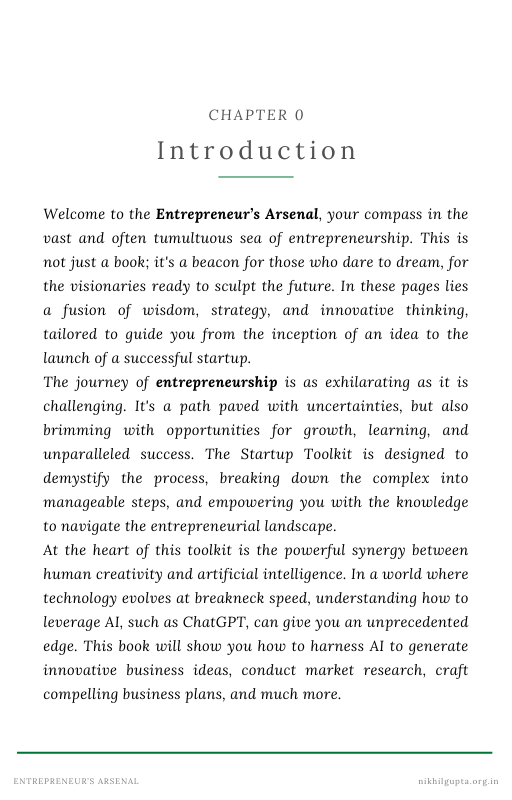 CHAPTER 0
Introduction
Welcome to the Entrepreneur’s Arsenal, your compass in the
vast and often tumultuous sea of entrepreneurship. This is
not just a book; it's a beacon for those who dare to dream, for
the visionaries ready to sculpt the future. In these pages lies
a fusion of wisdom, strategy, and innovative thinking,
tailored to guide you from the inception of an idea to the
launch of a successful startup.
The journey of entrepreneurship is as exhilarating as it is
challenging. It's a path paved with uncertainties, but also
brimming with opportunities for growth, learning, and
unparalleled success. The Startup Toolkit is designed to
demystify the process, breaking down the complex into
manageable steps, and empowering you with the knowledge
to navigate the entrepreneurial landscape.
At the heart of this toolkit is the powerful synergy between
human creativity and artificial intelligence. In a world where
technology evolves at breakneck speed, understanding how to
leverage AI, such as ChatGPT, can give you an unprecedented
edge. This book will show you how to harness AI to generate
innovative business ideas, conduct market research, craft
compelling business plans, and much more.
ENTREPRENEUR'S ARSENAL
nikhilgupta.org.in